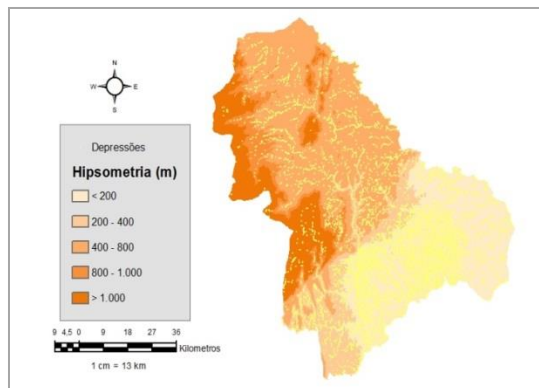 N
W E
S
Depressões
Hipsometria (m)
< 200
200 - 400
400 - 800
800 - 1.000
> 1.000
9 4,5 0 9 18 27 36
Kilometros
1 cm = 13 km